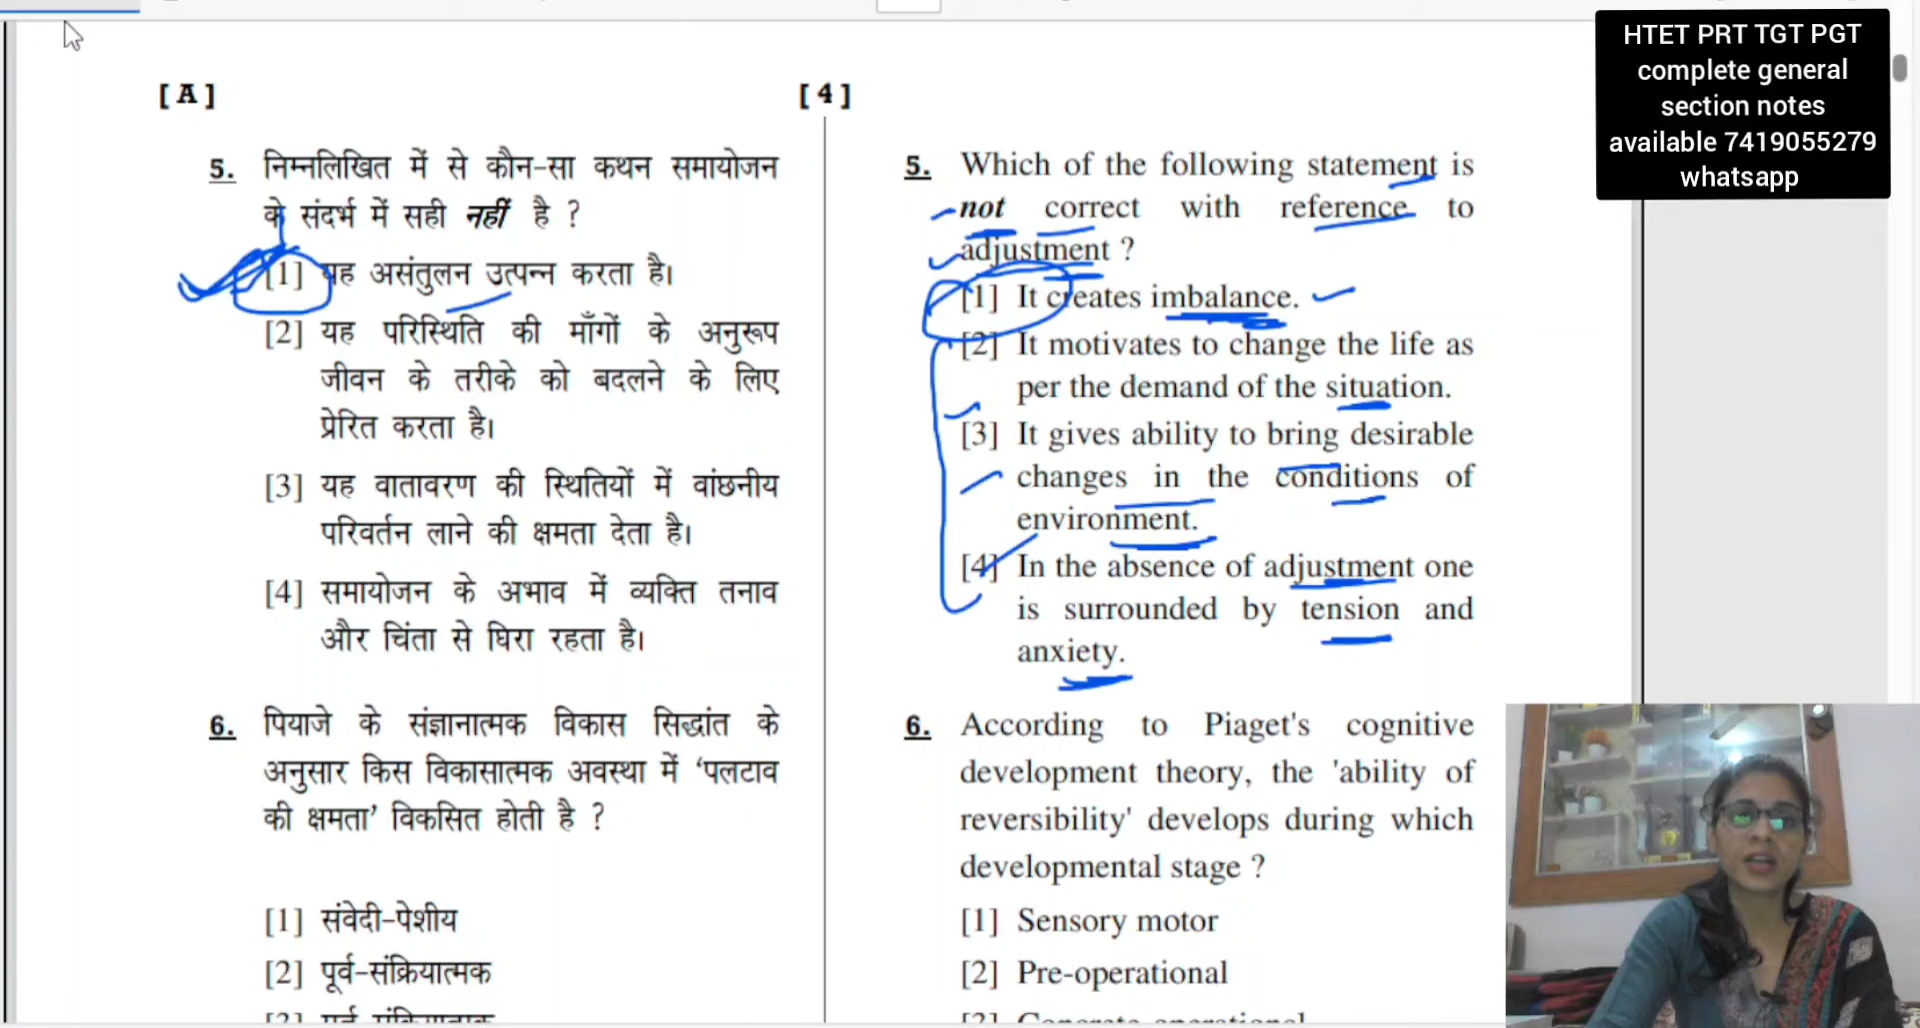 HTET PRT TGT PGT
complete general
section notes
available 7419055279
whatsapp
[ A ]
[ 4 ]
5. निम्नलिखित में से कौन-सा कथन समायोजन
के संदर्भ में सही नहीं है ?
[1] यह असंतुलन उत्पन्न करता है।
[2] यह परिस्थिति की माँगों के अनुरूप
जीवन के तरीके को बदलने के लिए
प्रेरित करता है।
[3] यह वातावरण की स्थितियों में वांछनीय
परिवर्तन लाने की क्षमता देता है।
[4] समायोजन के अभाव में व्यक्ति तनाव
और चिंता से घिरा रहता है।
6. पियाजे के संज्ञानात्मक विकास सिद्धांत के
अनुसार किस विकासात्मक अवस्था में ‘पलटाव
की क्षमता’ विकसित होती है ?
[1] संवेदी-पेशीय
[2] पूर्व-संक्रियात्मक
5. Which of the following statement is
not correct with reference to
adjustment ?
[1] It creates imbalance.
[2] It motivates to change the life as
per the demand of the situation.
[3] It gives ability to bring desirable
changes in the conditions of
environment.
[4] In the absence of adjustment one
is surrounded by tension and
anxiety.
6. According to Piaget's cognitive
development theory, the 'ability of
reversibility' develops during which
developmental stage ?
[1] Sensory motor
[2] Pre-operational
[3] Concrete operational